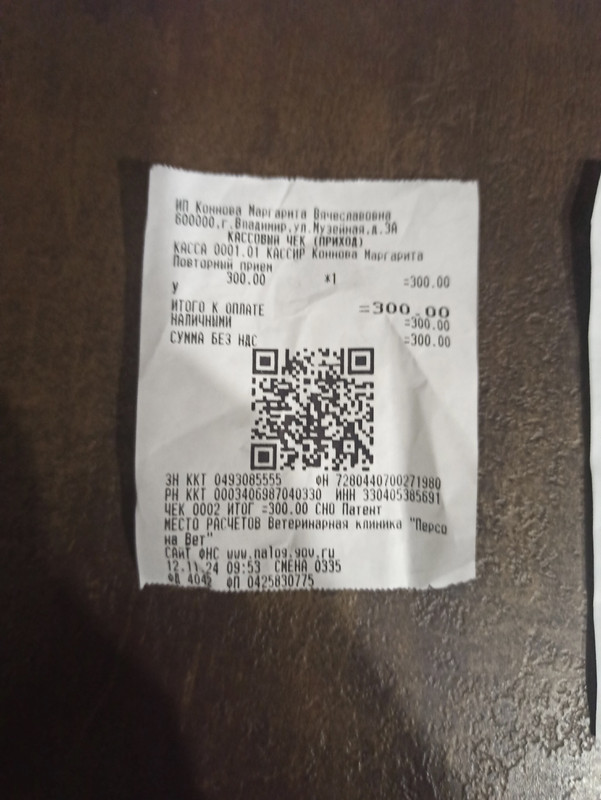 ИП Коннова Маргарита Вячеславовна
600000,г.Владимир,ул.Музейная,д.3А
КАССОВЫЙ ЧЕК (ПРИХОД)
КАССА 0001.01 КАССИР Коннова Маргарита
Повторный прием
300.00 *1 =300.00
У
ИТОГО К ОПЛАТЕ =300.00
НАЛИЧНЫМИ =300.00
СУММА БЕЗ НДС =300.00
ЗН ККТ 0493085555 ФН 7280440700271980
РН ККТ 0003406987040330 ИНН 330405385691
ЧЕК 0002 ИТОГ =300.00 СНО Патент
МЕСТО РАСЧЕТОВ Ветеринарная клиника "Персо
на Вет"
САЙТ ФНС www.nalog.gov.ru
12.11.24 09:53 СМЕНА 0335
ФД 4045 ФП 0425830775